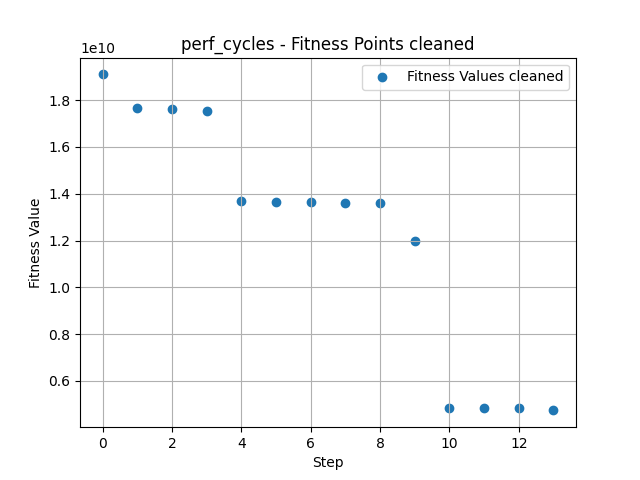 perf_cycles - Fitness Points cleaned
1e10
Fitness Values cleaned
1.8
1.6
1.4
1.2
1.0
0.8
0.6
Fitness Value
0 2 4 6 8 10 12
Step